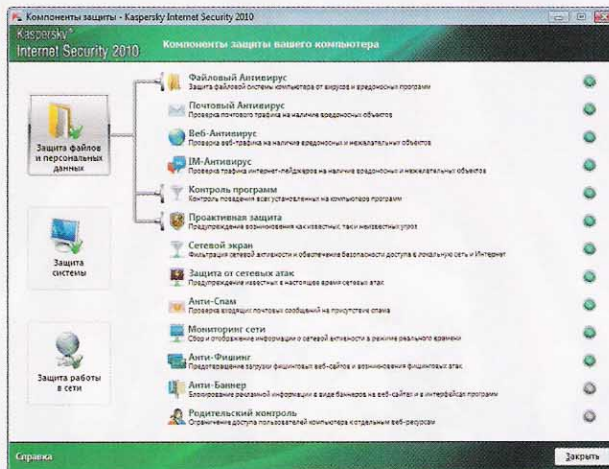 Компоненты защиты - Kaspersky Internet Security 2010
Kaspersky
Internet Security 2010
Компоненты защиты вашего компьютера
Защита файлов
и персональных
данных
Защита
системы
Защита работы
в сети
Файловый Антивирус
Защита файловой системы компьютера от вирусов и вредоносных программ
Почтовый Антивирус
Проверка почтового трафика на наличие вредоносных объектов
Веб-Антивирус
Проверка веб-трафика на наличие вредоносных и нежелательных объектов
IM-Антивирус
Проверка трафика интернет-пейджеров на наличие вредоносных и нежелательных объектов
Контроль программ
Контроль поведения всех установленных на компьютере программ
Проактивная защита
Предупреждение возникновения как известных, так и неизвестных угроз
Сетевой экран
Фильтрация сетевой активности и обеспечение безопасности доступа в локальную сеть и Интернет
Защита от сетевых атак
Предупреждение известных в настоящее время сетевых атак
Анти-Спам
Проверка входящих почтовых сообщений на присутствие спама
Мониторинг сети
Сбор и отображение информации о сетевой активности в режиме реального времени
Анти-Фишинг
Предотвращение загрузки фишинговых веб-сайтов и возникновения фишинговых атак
Анти-Баннер
Блокирование рекламной информации в виде баннеров на веб-сайтах и в интерфейсах программ
Родительский контроль
Ограничение доступа пользователей компьютера к отдельным веб-ресурсам
Справка
Закрыть